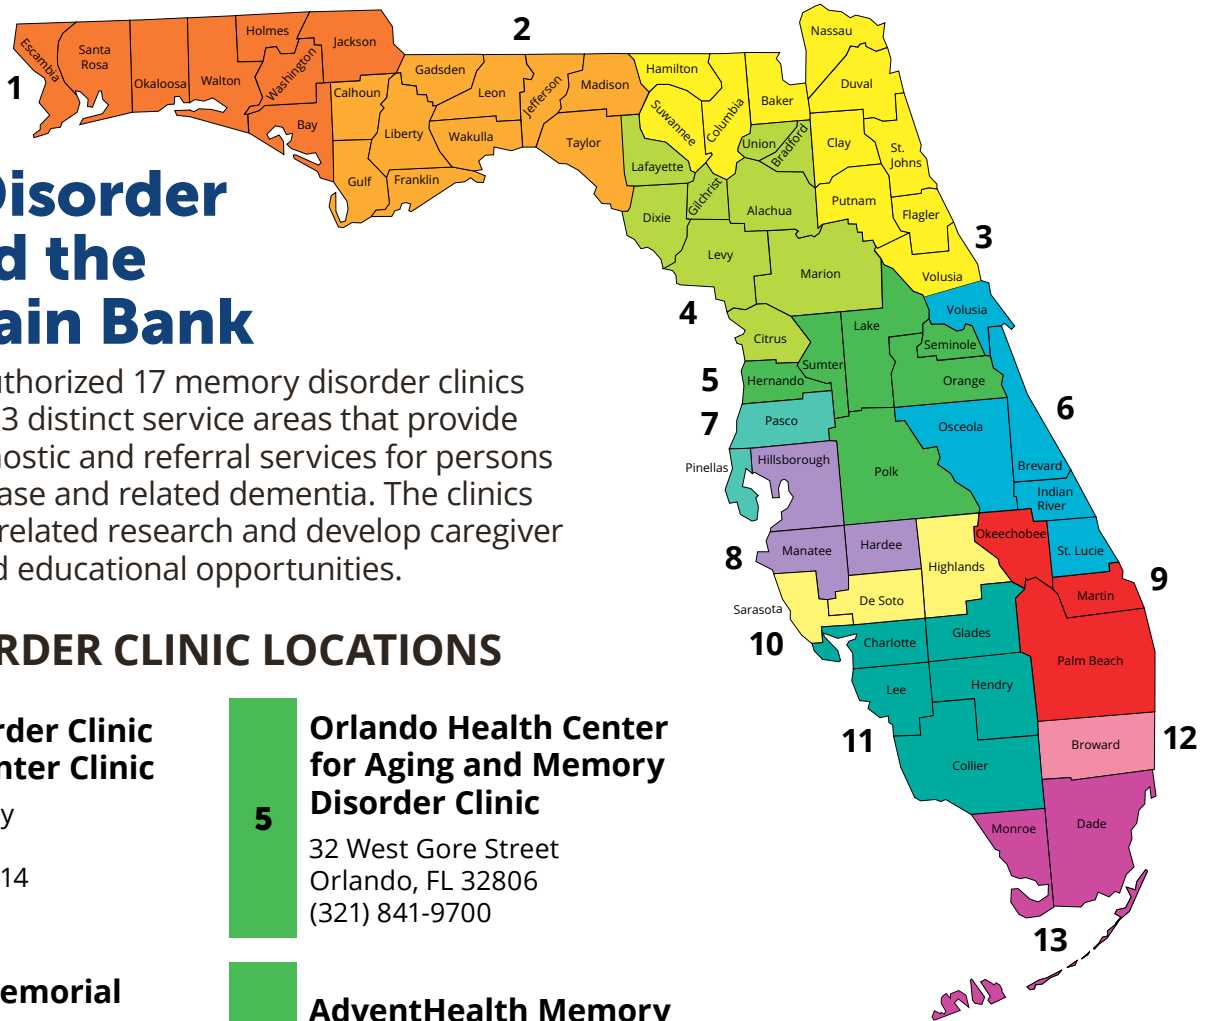 1
2
Escambia
Santa
Rosa
Okaloosa
Walton
Holmes
Washington
Jackson
Bay
Calhoun
Gulf
Liberty
Gadsden
Franklin
Leon
Wakulla
Jefferson
Madison
Taylor
Hamilton
Suwannee
Lafayette
Dixie
Columbia
Gilchrist
Baker
Union
Bradford
Alachua
Levy
Nassau
Duval
Clay
St.
Johns
Putnam
Flagler
3
Volusia
Marion
4
Citrus
Volusia
Lake
Sumter
Seminole
5
Hernando
Orange
6
7
Pasco
Osceola
Pinellas
Hillsborough
Polk
Brevard
Indian
River
8
Manatee
Hardee
Highlands
Okeechobee
St. Lucie
9
Sarasota
De Soto
Martin
10
Charlotte
Glades
Palm Beach
Lee
Hendry
11
Collier
Broward
12
Monroe
Dade
13
Disorder
d the
ain Bank
uthorized 17 memory disorder clinics
3 distinct service areas that provide
nostic and referral services for persons
ase and related dementia. The clinics
related research and develop caregiver
d educational opportunities.
RDER CLINIC LOCATIONS
rder Clinic
nter Clinic
y
14
emorial
5
Orlando Health Center
for Aging and Memory
Disorder Clinic
32 West Gore Street
Orlando, FL 32806
(321) 841-9700
AdventHealth Memory